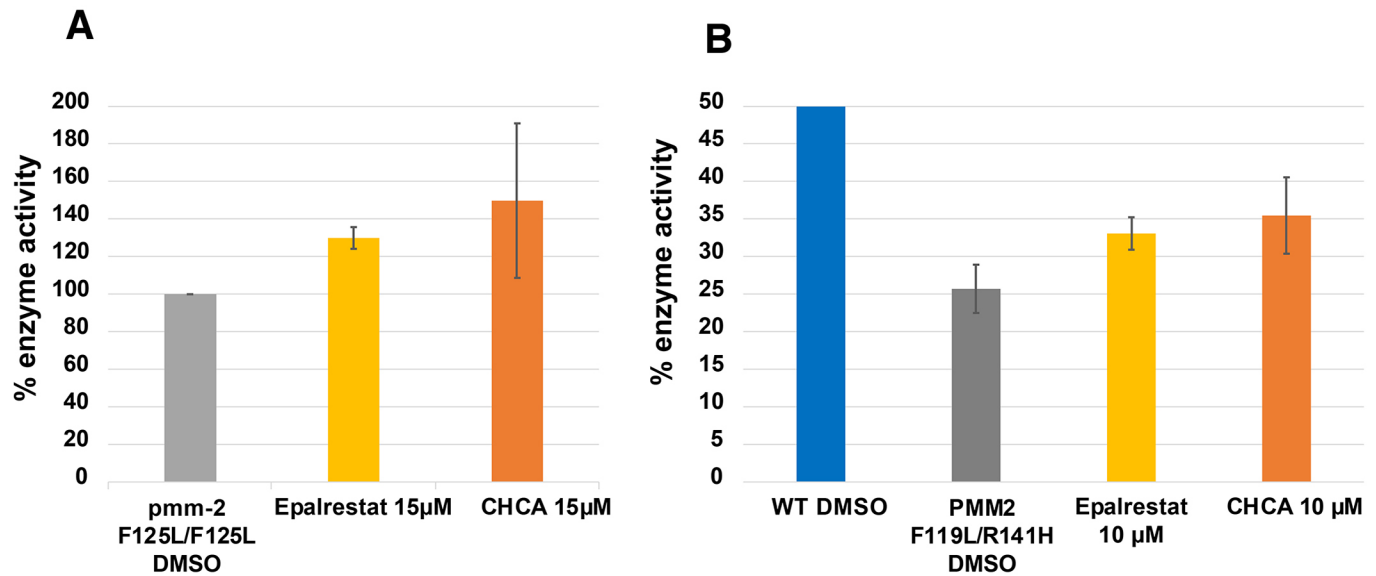 A
% enzyme activity
200
180
160
140
120
100
80
60
40
20
0
pmm-2
F125L/F125L
DMSO
Epalrestat 15µM
CHCA 15µM
B
% enzyme activity
50
45
40
35
30
25
20
15
10
5
0
WT DMSO
PMM2
F119L/R141H
DMSO
Epalrestat
10 µM
CHCA 10 µM